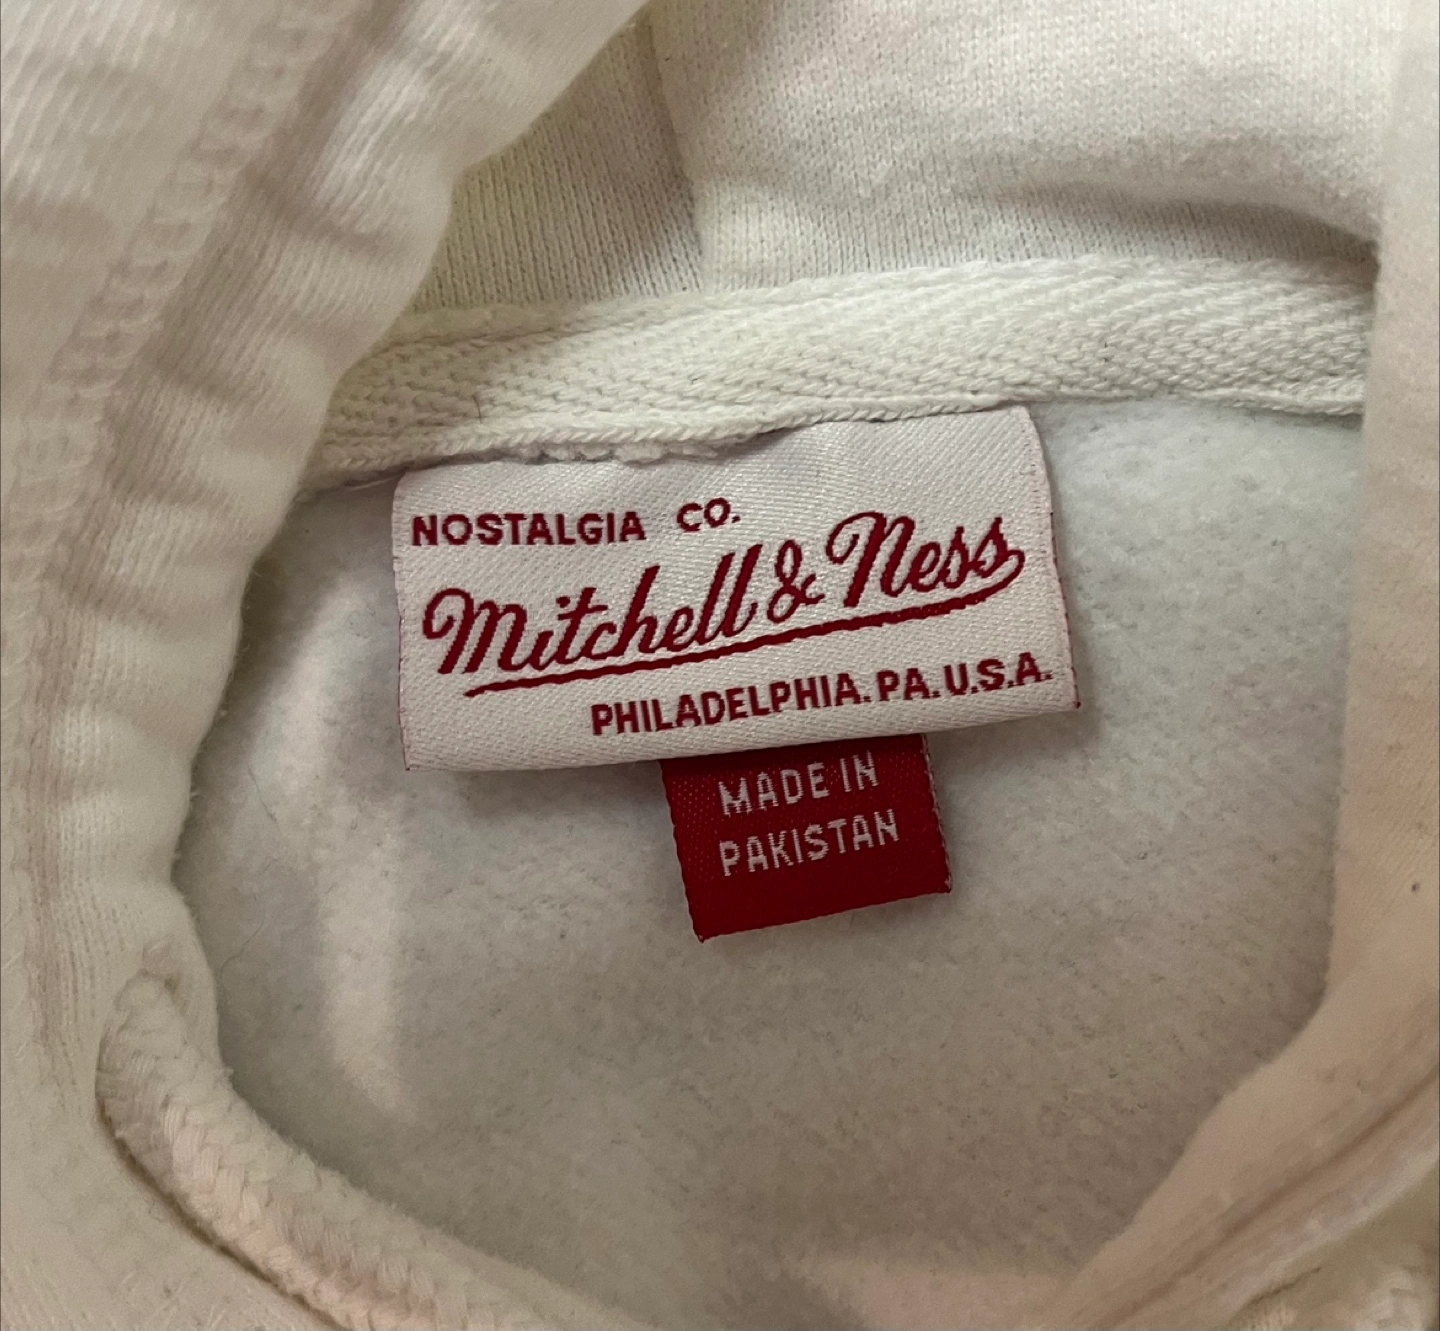 NOSTALGIA CO.
Mitchell & Ness
PHILADELPHIA. PA. U.S.A.
MADE IN
PAKISTAN